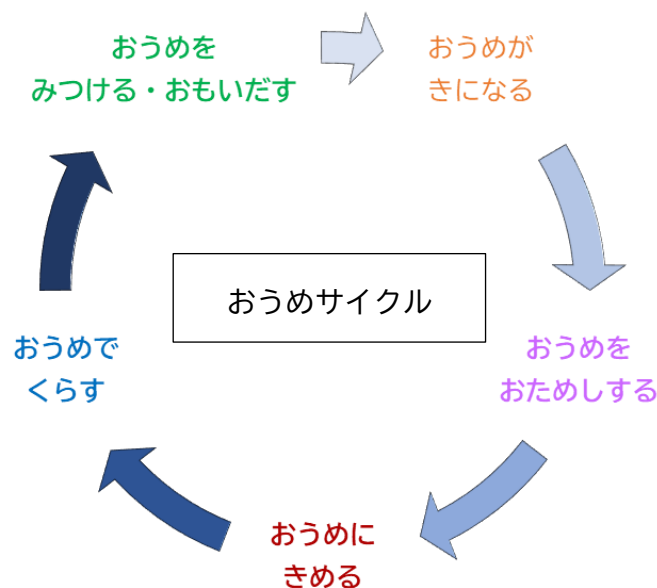 おうめを
みつける・おもいだす
おうめが
きになる
おうめを
おためしする
おうめに
きめる
おうめで
くらす
おうめサイクル